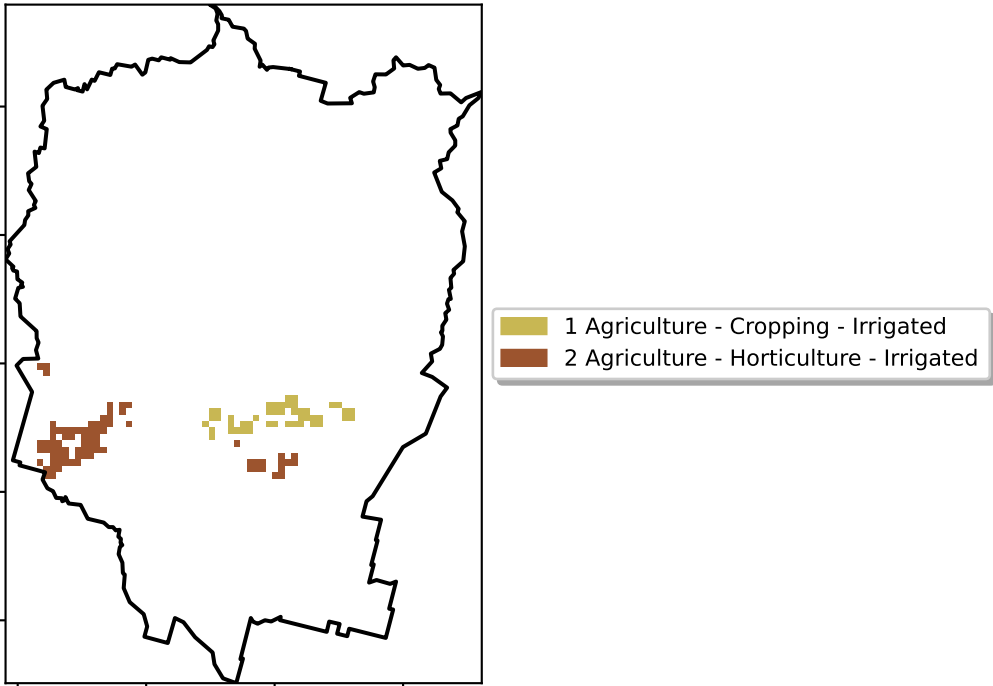 1 Agriculture - Cropping - Irrigated
2 Agriculture - Horticulture - Irrigated